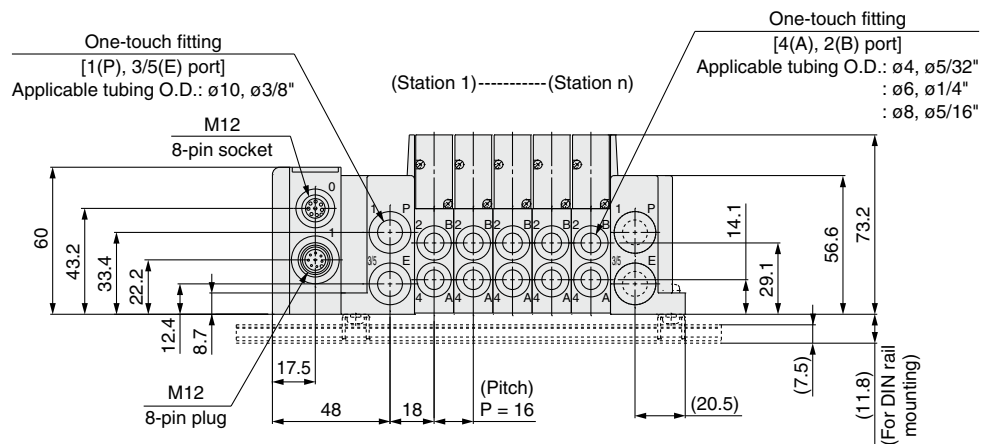 One-touch fitting
[1(P), 3/5(E) port]
Applicable tubing O.D.: ø10, ø3/8"
(Station 1)----------(Station n)
One-touch fitting
[4(A), 2(B) port]
Applicable tubing O.D.: ø4, ø5/32"
: ø6, ø1/4"
: ø8, ø5/16"
M12
8-pin socket
0
1
1 P
3/5 E
2 B 2 B 2 B 2 B 2 B
4 A 4 A 4 A 4 A 4 A
1 P
3/5 E
60
43.2
33.4
22.2
12.4
8.7
14.1
29.1
56.6
73.2
17.5
M12
8-pin plug
48
18
(Pitch)
P = 16
(20.5)
(7.5)
(11.8)
(For DIN rail
mounting)